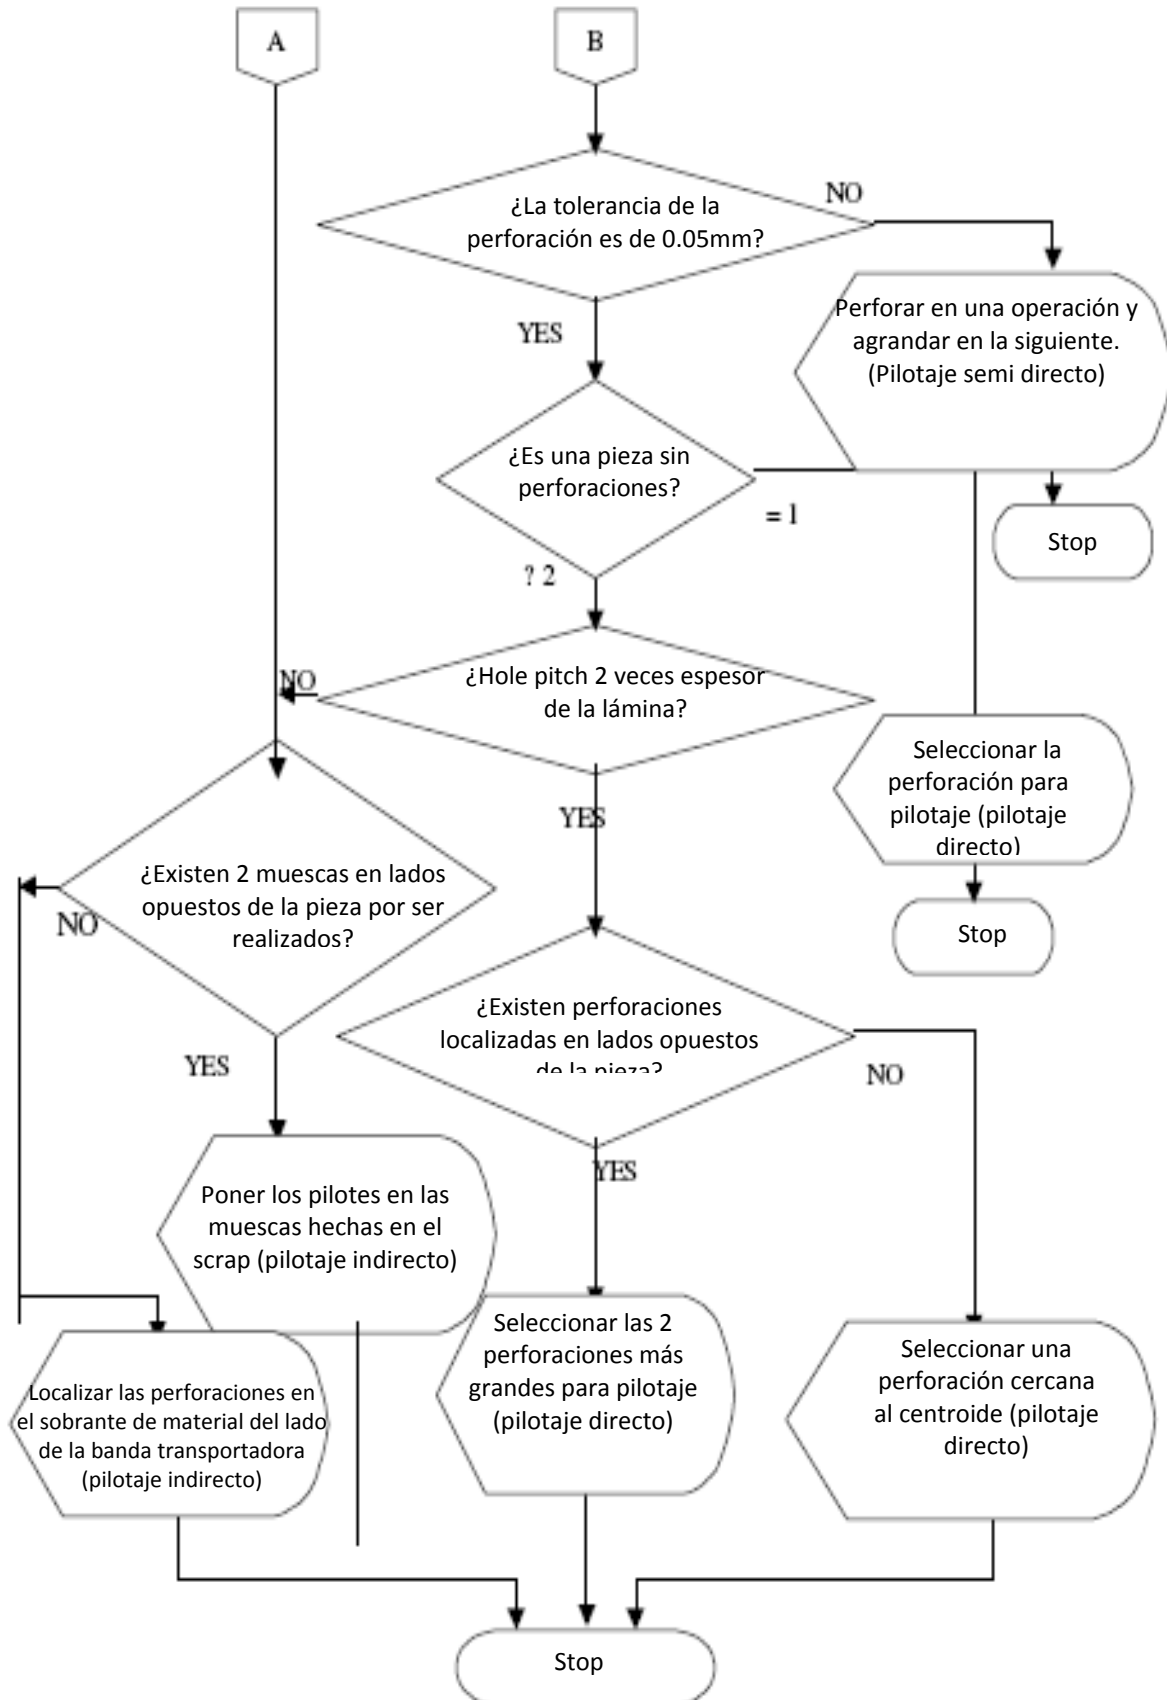 A
B
¿La tolerancia de la
perforación es de 0.05mm?
NO
YES
Perforar en una operación y
agrandar en la siguiente.
(Pilotaje semi directo)
¿Es una pieza sin
perforaciones?
= 1
? 2
Stop
¿Hole pitch 2 veces espesor
de la lámina?
NO
YES
Seleccionar la
perforación para
pilotaje (pilotaje
directo)
Stop
¿Existen 2 muescas en lados
opuestos de la pieza por ser
realizados?
NO
YES
¿Existen perforaciones
localizadas en lados opuestos
de la pieza?
NO
YES
Poner los pilotes en las
muescas hechas en el
scrap (pilotaje indirecto)
Localizar las perforaciones en
el sobrante de material del lado
de la banda transportadora
(pilotaje indirecto)
Seleccionar las 2
perforaciones más
grandes para pilotaje
(pilotaje directo)
Seleccionar una
perforación cercana
al centroide (pilotaje
directo)
Stop